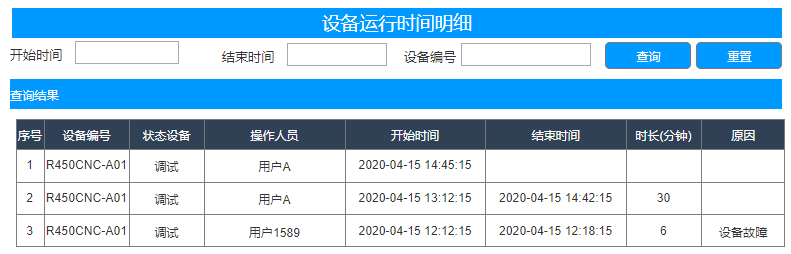 设备运行时间明细
开始时间 结束时间 设备编号 查询 重置
查询结果
序号 设备编号 状态设备 操作人员 开始时间 结束时间 时长(分钟) 原因
1 R450CNC-A01 调试 用户A 2020-04-15 14:45:15
2 R450CNC-A01 调试 用户A 2020-04-15 13:12:15 2020-04-15 14:42:15 30
3 R450CNC-A01 调试 用户1589 2020-04-15 12:12:15 2020-04-15 12:18:15 6 设备故障